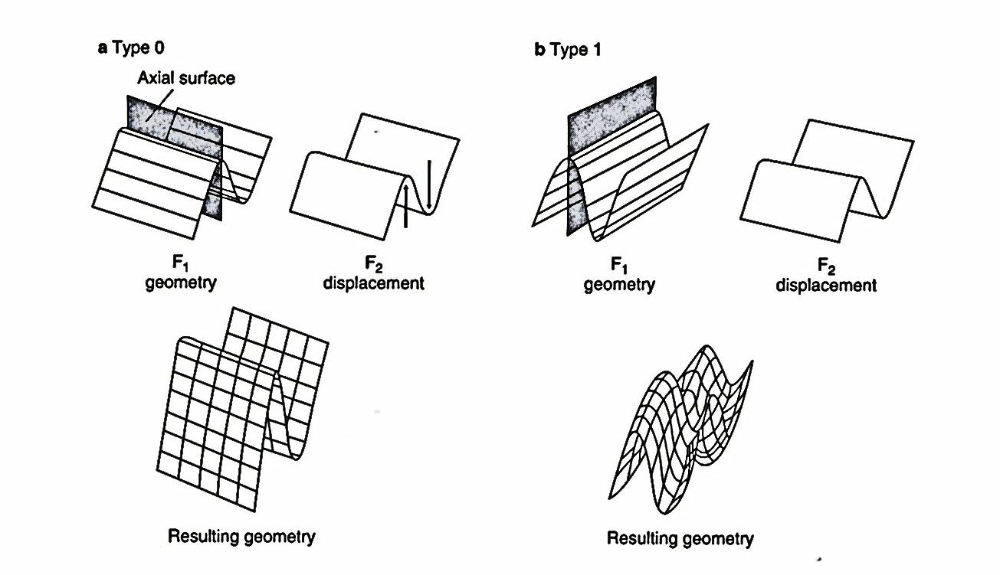 a Type 0
Axial surface
F₁
geometry
F₂
displacement
Resulting geometry
b Type 1
F₁
geometry
F₂
displacement
Resulting geometry